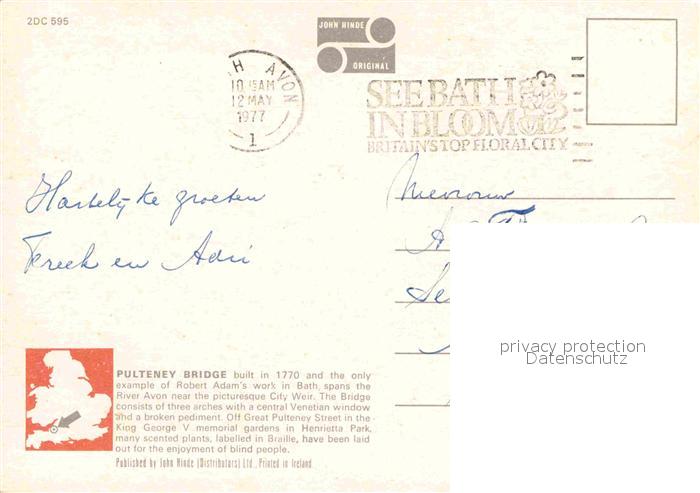 2DC 595
JOHN HINDE
ORIGINAL
H AVON
10 15 AM
12 MAY
1977
1
SEE BATH
IN BLOOM
BRITAIN'S TOP FLORAL CITY
Hartelijke groeten
en Adri
Mevrouw
privacy protection
Datenschutz
PULTENEY BRIDGE built in 1770 and the only
example of Robert Adam's work in Bath, spans the
River Avon near the picturesque City Weir. The Bridge
consists of three arches with a central Venetian window
and a broken pediment. Off Great Pulteney Street in the
King George V memorial gardens in Henrietta Park,
many scented plants, labelled in Braille, have been laid
out for the enjoyment of blind people.
Published by John Hinde (Distributors) Ltd., Printed in Ireland.